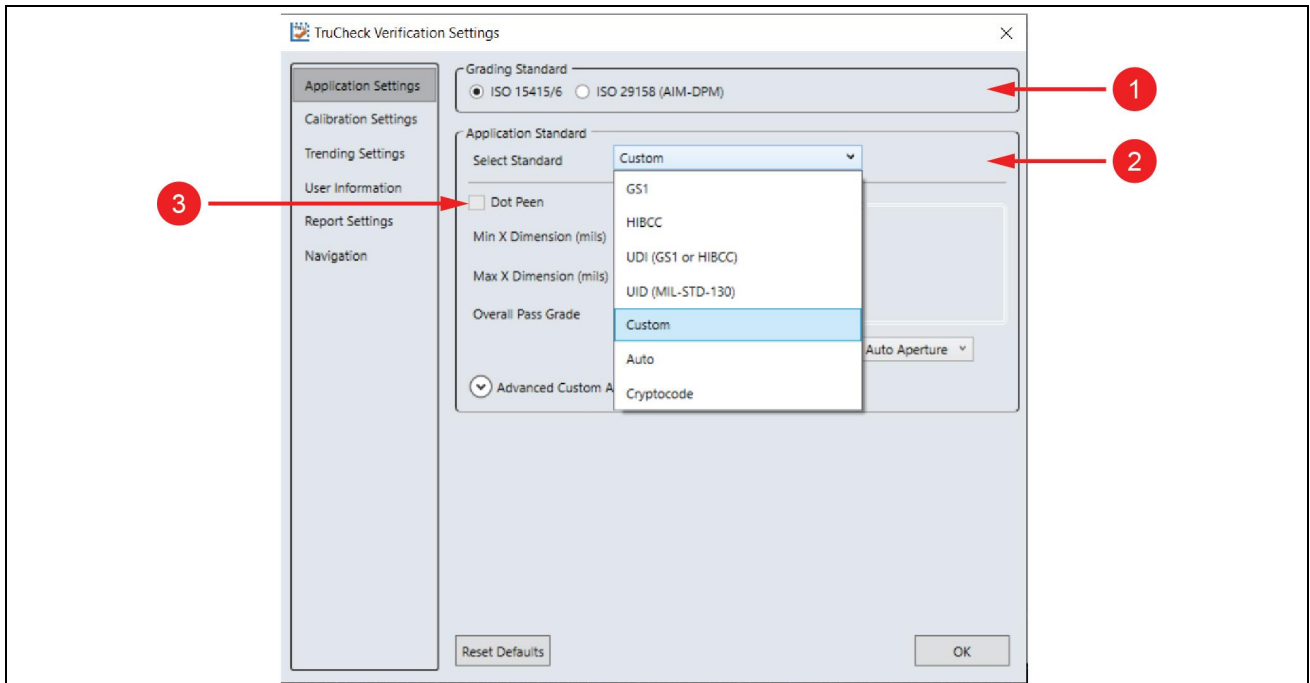 TruCheck Verification Settings
Application Settings
Calibration Settings
Trending Settings
User Information
Report Settings
Navigation
Grading Standard
ISO 15415/6 ISO 29158 (AIM-DPM)
1
Application Standard
Select Standard Custom
2
GS1
HIBCC
UDI (GS1 or HIBCC)
UID (MIL-STD-130)
Custom
Auto
Cryptocode
3
Dot Peen
Min X Dimension (mils)
Max X Dimension (mils)
Overall Pass Grade
Auto Aperture
Advanced Custom A
Reset Defaults
OK